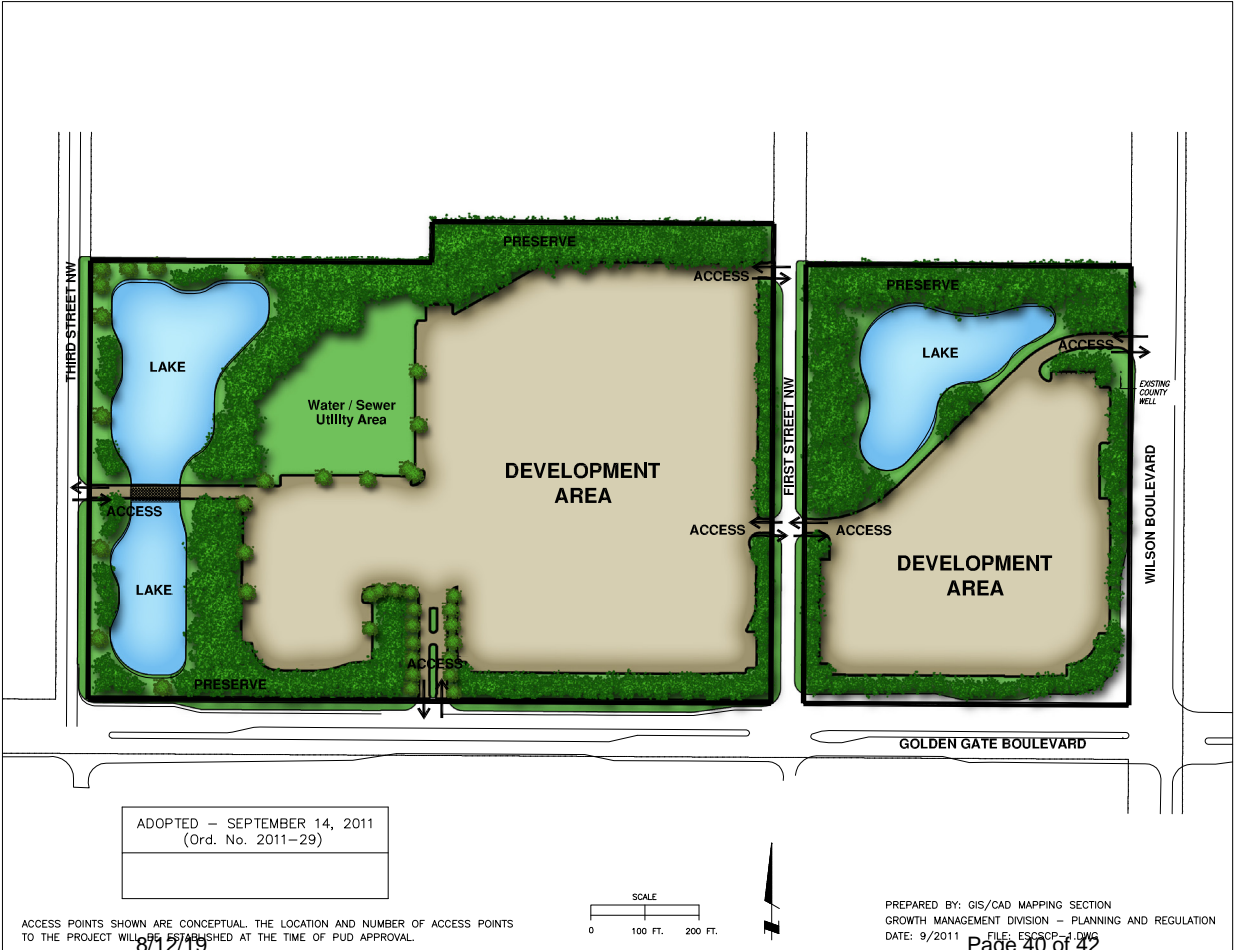 PRESERVE
ACCESS
THIRD STREET NW
LAKE
Water / Sewer
Utility Area
DEVELOPMENT
AREA
FIRST STREET NW
PRESERVE
LAKE
ACCESS
EXISTING
COUNTY
WELL
WILSON BOULEVARD
ACCESS
LAKE
ACCESS
ACCESS
DEVELOPMENT
AREA
ACCESS
PRESERVE
GOLDEN GATE BOULEVARD
ADOPTED – SEPTEMBER 14, 2011
(Ord. No. 2011–29)
SCALE
0 100 FT. 200 FT.
N
ACCESS POINTS SHOWN ARE CONCEPTUAL. THE LOCATION AND NUMBER OF ACCESS POINTS
TO THE PROJECT WILL BE ESTABLISHED AT THE TIME OF PUD APPROVAL.
8/12/19
PREPARED BY: GIS/CAD MAPPING SECTION
GROWTH MANAGEMENT DIVISION – PLANNING AND REGULATION
DATE: 9/2011 FILE: ESCSCP–1.DWG
Page 40 of 42